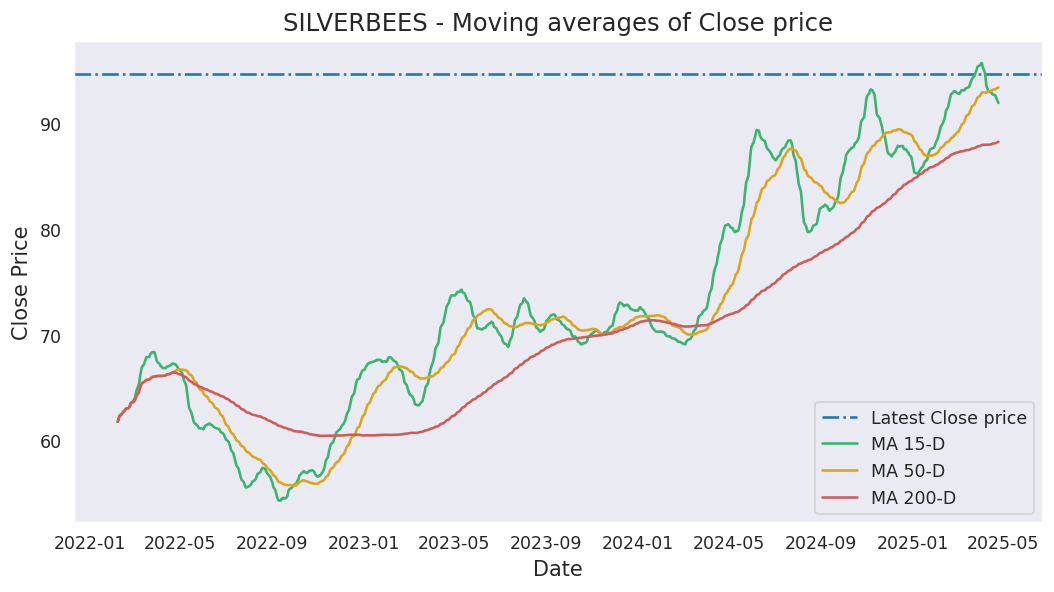 SILVERBEES - Moving averages of Close price
Close Price
90
80
70
60
Latest Close price
MA 15-D
MA 50-D
MA 200-D
2022-01 2022-05 2022-09 2023-01 2023-05 2023-09 2024-01 2024-05 2024-09 2025-01 2025-05
Date